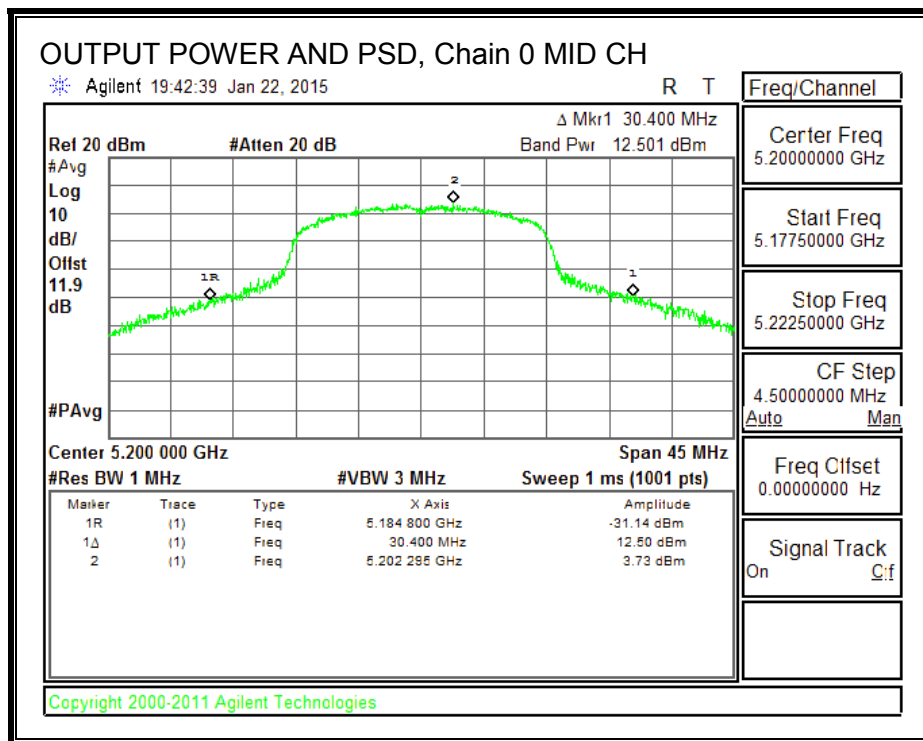 OUTPUT POWER AND PSD, Chain 0 MID CH
Agilent 19:42:39 Jan 22, 2015 R T
Freq/Channel
Δ Mkr1 30.400 MHz
Ref 20 dBm #Atten 20 dB Band Pwr 12.501 dBm
#Avg
Log
10
dB/
Offst
11.9
dB
#PAvg
1R
2
1
Center 5.200 000 GHz Span 45 MHz
#Res BW 1 MHz #VBW 3 MHz Sweep 1 ms (1001 pts)
Marker Trace Type X Axis Amplitude
1R (1) Freq 5.184 800 GHz -31.14 dBm
1Δ (1) Freq 30.400 MHz 12.50 dBm
2 (1) Freq 5.202 295 GHz 3.73 dBm
Center Freq
5.20000000 GHz
Start Freq
5.17750000 GHz
Stop Freq
5.22250000 GHz
CF Step
4.50000000 MHz
Auto Man
Freq Offset
0.00000000 Hz
Signal Track
On Off
Copyright 2000-2011 Agilent Technologies